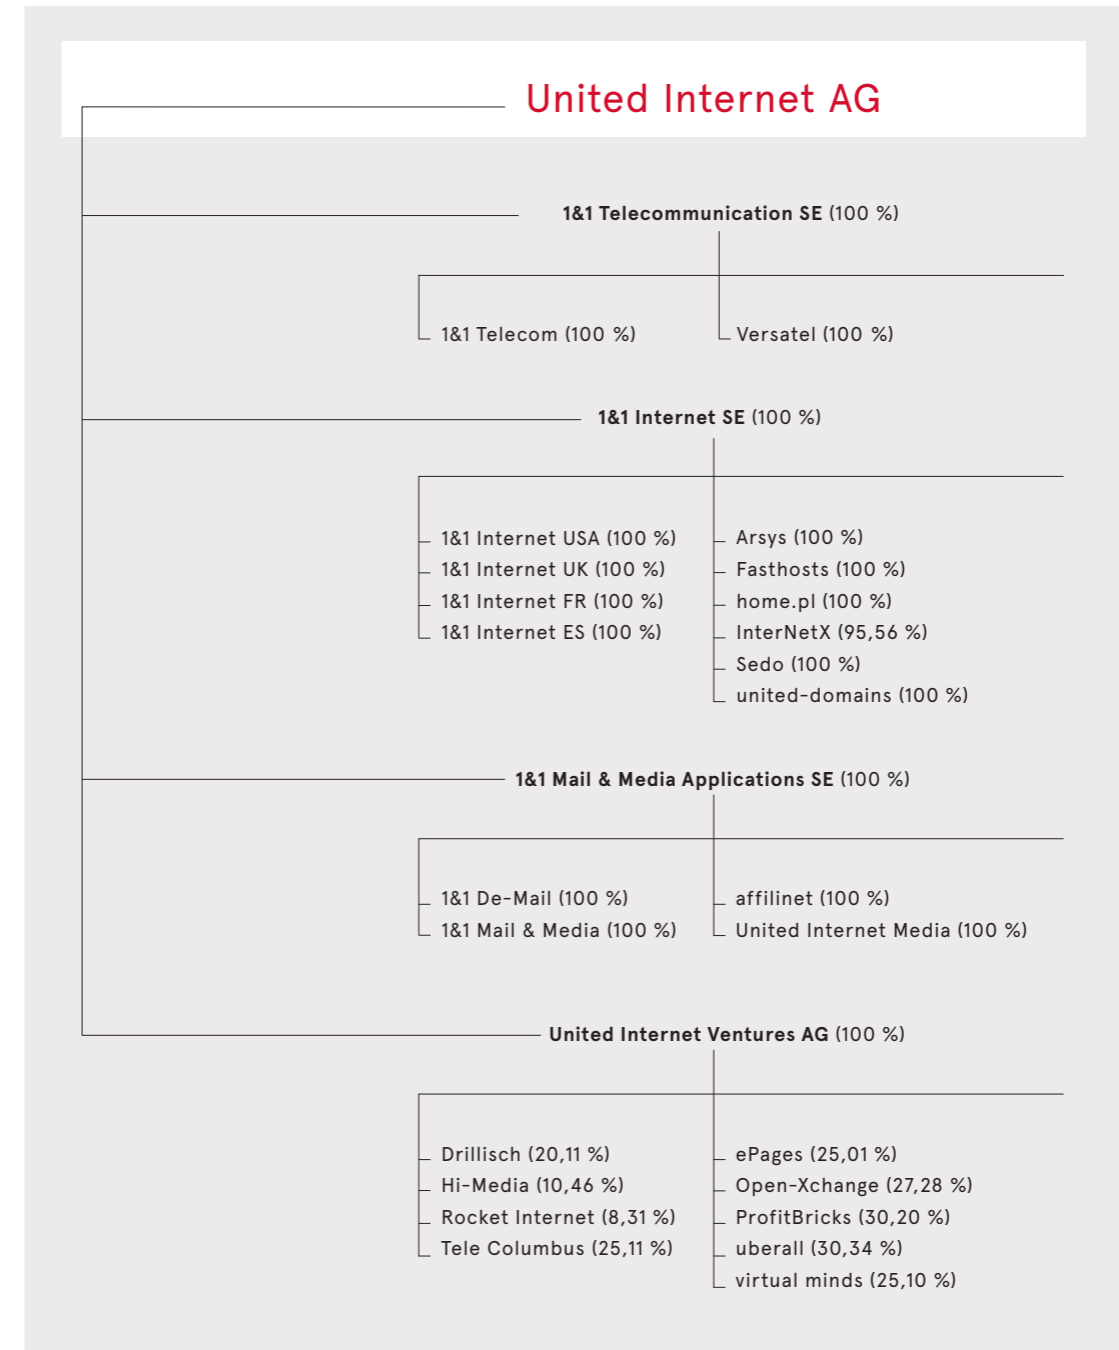 United Internet AG
1&1 Telecommunication SE (100 %)
1&1 Telecom (100 %)
Versatel (100 %)
1&1 Internet SE (100 %)
1&1 Internet USA (100 %)
1&1 Internet UK (100 %)
1&1 Internet FR (100 %)
1&1 Internet ES (100 %)
Arsys (100 %)
Fasthosts (100 %)
home.pl (100 %)
InterNetX (95,56 %)
Sedo (100 %)
united-domains (100 %)
1&1 Mail & Media Applications SE (100 %)
1&1 De-Mail (100 %)
1&1 Mail & Media (100 %)
affilinet (100 %)
United Internet Media (100 %)
United Internet Ventures AG (100 %)
Drillisch (20,11 %)
Hi-Media (10,46 %)
Rocket Internet (8,31 %)
Tele Columbus (25,11 %)
ePages (25,01 %)
Open-Xchange (27,28 %)
ProfitBricks (30,20 %)
uberall (30,34 %)
virtual minds (25,10 %)